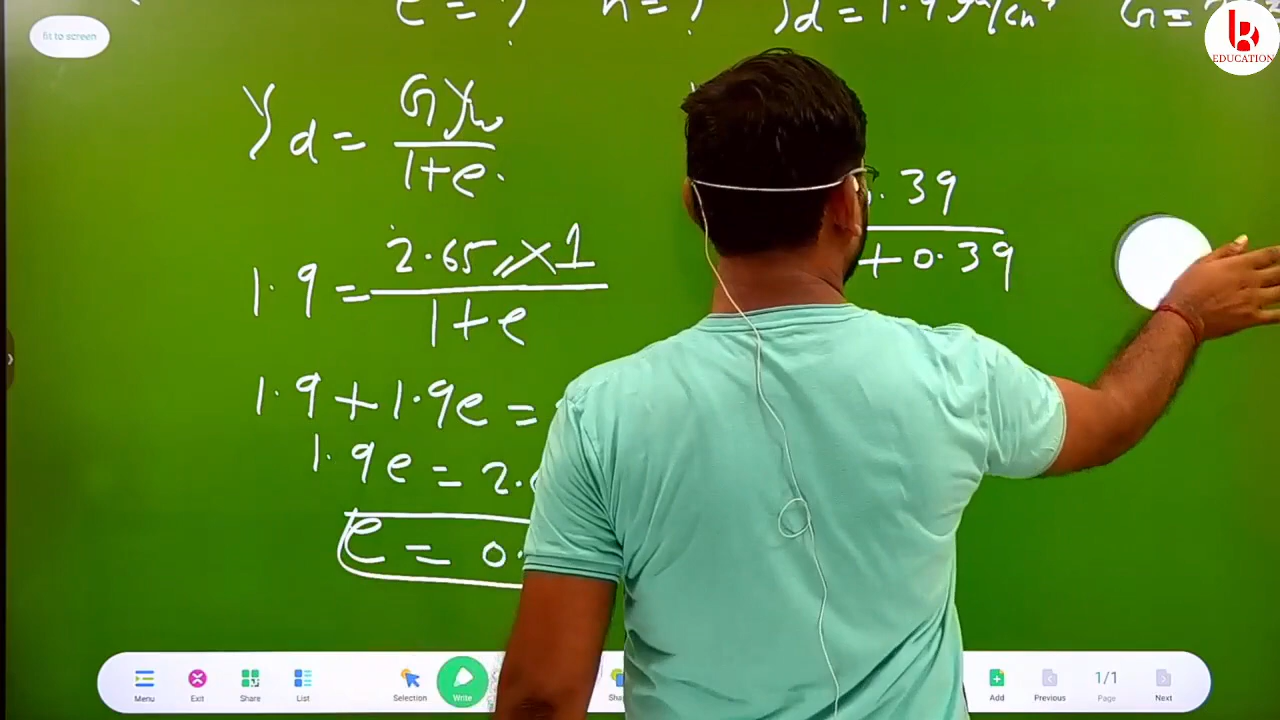 e = ? n = ? γd = 1.9 gm/cm³ G =
fit to screen
EDUCATION
γd = Gγw / 1+e
1.9 = 2.65 × 1 / 1+e
1.9 + 1.9e =
1.9e = 2.
e = 0.
.39
+ 0.39
Menu Exit Share List Selection Write Add Previous 1/1 Page Next